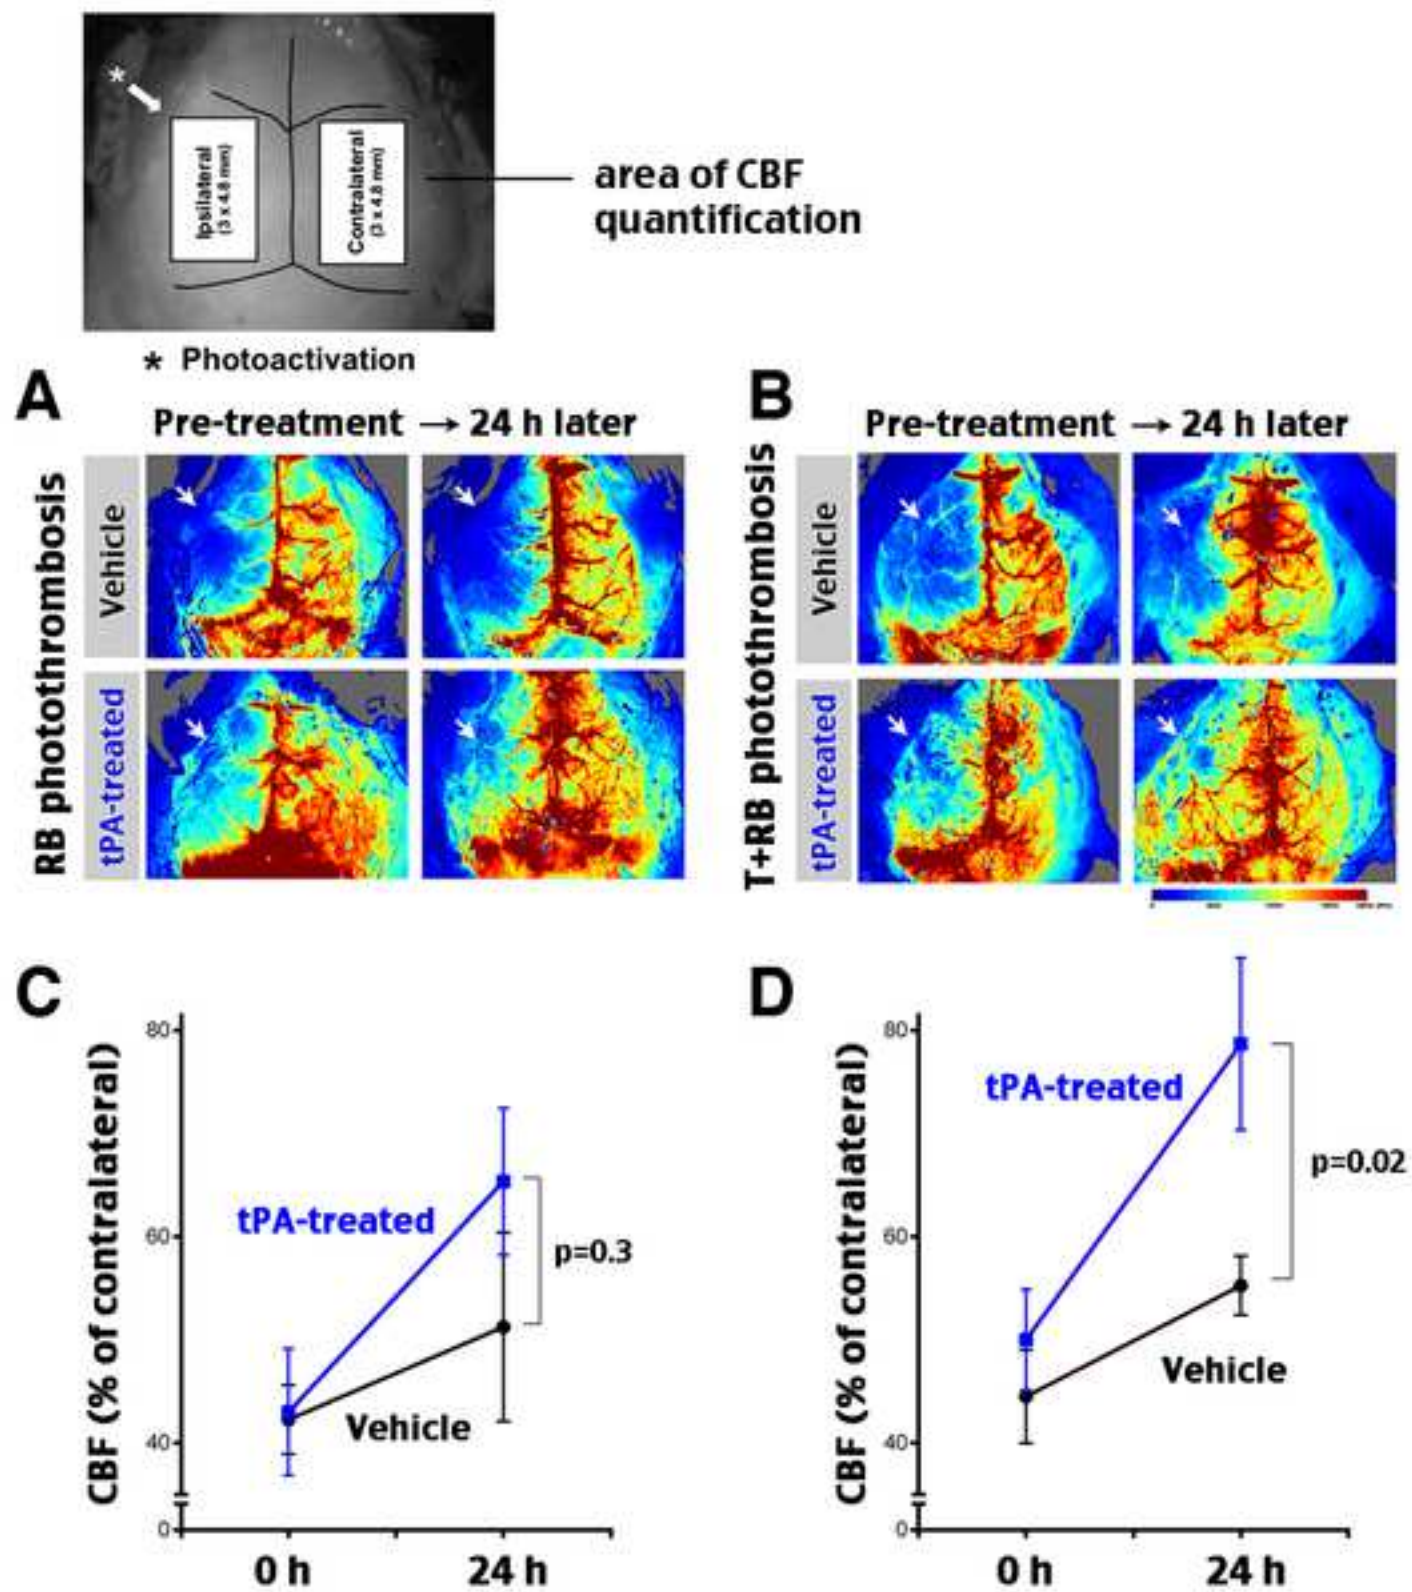 *
Ipsilateral
(3 x 4.8 mm)
Contralateral
(3 x 4.8 mm)
area of CBF
quantification
* Photoactivation
A
Pre-treatment → 24 h later
RB photothrombosis
Vehicle
tPA-treated
B
Pre-treatment → 24 h later
T+RB photothrombosis
Vehicle
tPA-treated
C
CBF (% of contralateral)
80
60
40
0
tPA-treated
p=0.3
Vehicle
0 h
24 h
D
CBF (% of contralateral)
80
60
40
0
tPA-treated
p=0.02
Vehicle
0 h
24 h